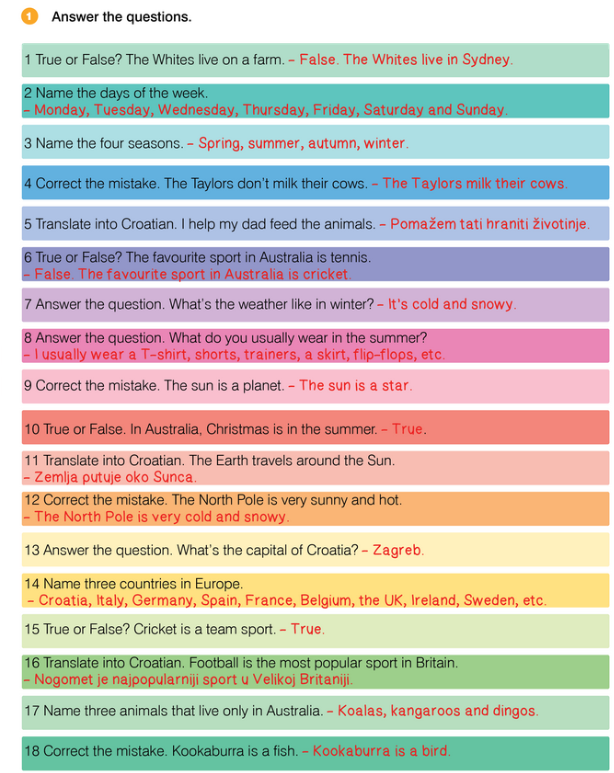 1 Answer the questions.
1 True or False? The Whites live on a farm. – False. The Whites live in Sydney.
2 Name the days of the week.
– Monday, Tuesday, Wednesday, Thursday, Friday, Saturday and Sunday.
3 Name the four seasons. – Spring, summer, autumn, winter.
4 Correct the mistake. The Taylors don't milk their cows. – The Taylors milk their cows.
5 Translate into Croatian. I help my dad feed the animals. – Pomažem tati hraniti životinje.
6 True or False? The favourite sport in Australia is tennis.
– False. The favourite sport in Australia is cricket.
7 Answer the question. What's the weather like in winter? – It's cold and snowy.
8 Answer the question. What do you usually wear in the summer?
– I usually wear a T-shirt, shorts, trainers, a skirt, flip-flops, etc.
9 Correct the mistake. The sun is a planet. – The sun is a star.
10 True or False. In Australia, Christmas is in the summer. – True.
11 Translate into Croatian. The Earth travels around the Sun.
– Zemlja putuje oko Sunca.
12 Correct the mistake. The North Pole is very sunny and hot.
– The North Pole is very cold and snowy.
13 Answer the question. What's the capital of Croatia? – Zagreb.
14 Name three countries in Europe.
– Croatia, Italy, Germany, Spain, France, Belgium, the UK, Ireland, Sweden, etc.
15 True or False? Cricket is a team sport. – True.
16 Translate into Croatian. Football is the most popular sport in Britain.
– Nogomet je najpopularniji sport u Velikoj Britaniji.
17 Name three animals that live only in Australia. – Koalas, kangaroos and dingos.
18 Correct the mistake. Kookaburra is a fish. – Kookaburra is a bird.